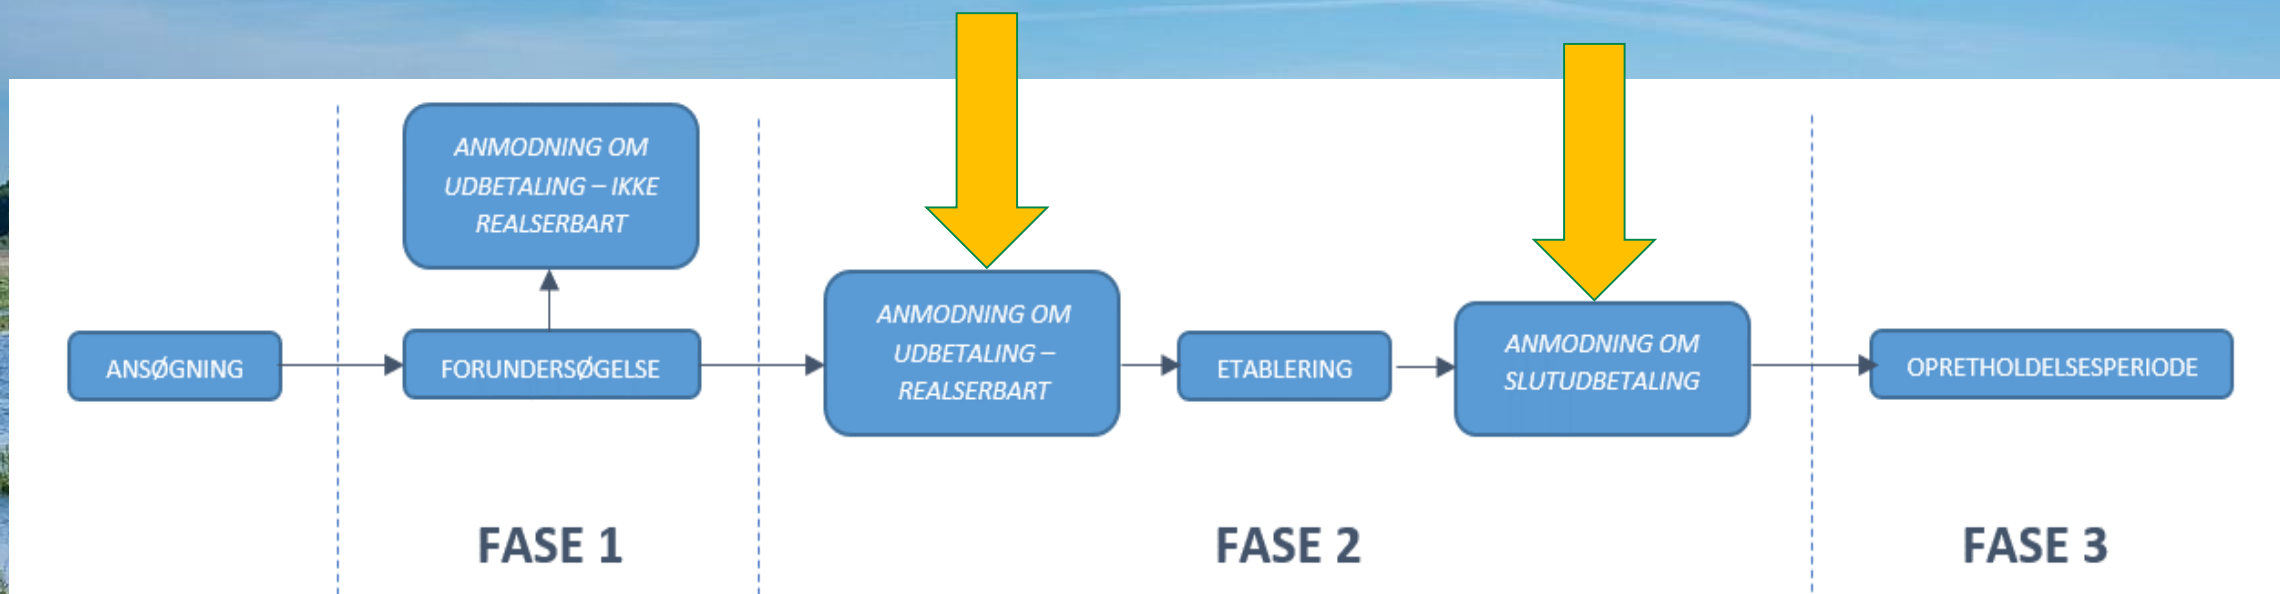 ANSØGNING
ANMODNING OM
UDBETALING – IKKE
REALSERBART
FORUNDERSØGELSE
ANMODNING OM
UDBETALING –
REALSERBART
ETABLERING
ANMODNING OM
SLUTUDBETALING
OPRETHOLDELSESPERIODE
FASE 1
FASE 2
FASE 3